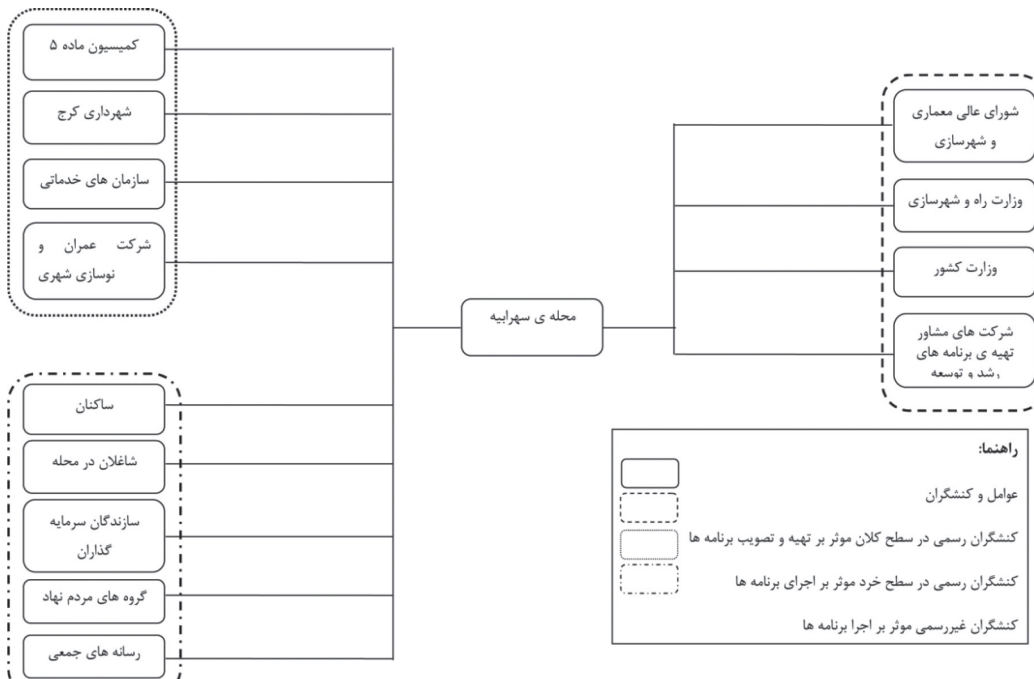 شورای عالی معماری
و شهرسازی
وزارت راه و شهرسازی
وزارت کشور
شرکت های مشاور
تهیه ی برنامه های
رشد و توسعه
محله ی سهرابیه
کمیسیون ماده ۵
شهرداری کرج
سازمان های خدماتی
شرکت عمران و
نوسازی شهری
ساکنان
شاغلان در محله
سازندگان سرمایه
گذاران
گروه های مردم نهاد
رسانه های جمعی
راهنما:
عوامل و کنشگران
کنشگران رسمی در سطح کلان موثر بر تهیه و تصویب برنامه ها
کنشگران رسمی در سطح خرد موثر بر اجرای برنامه ها
کنشگران غیررسمی موثر بر اجرا برنامه ها